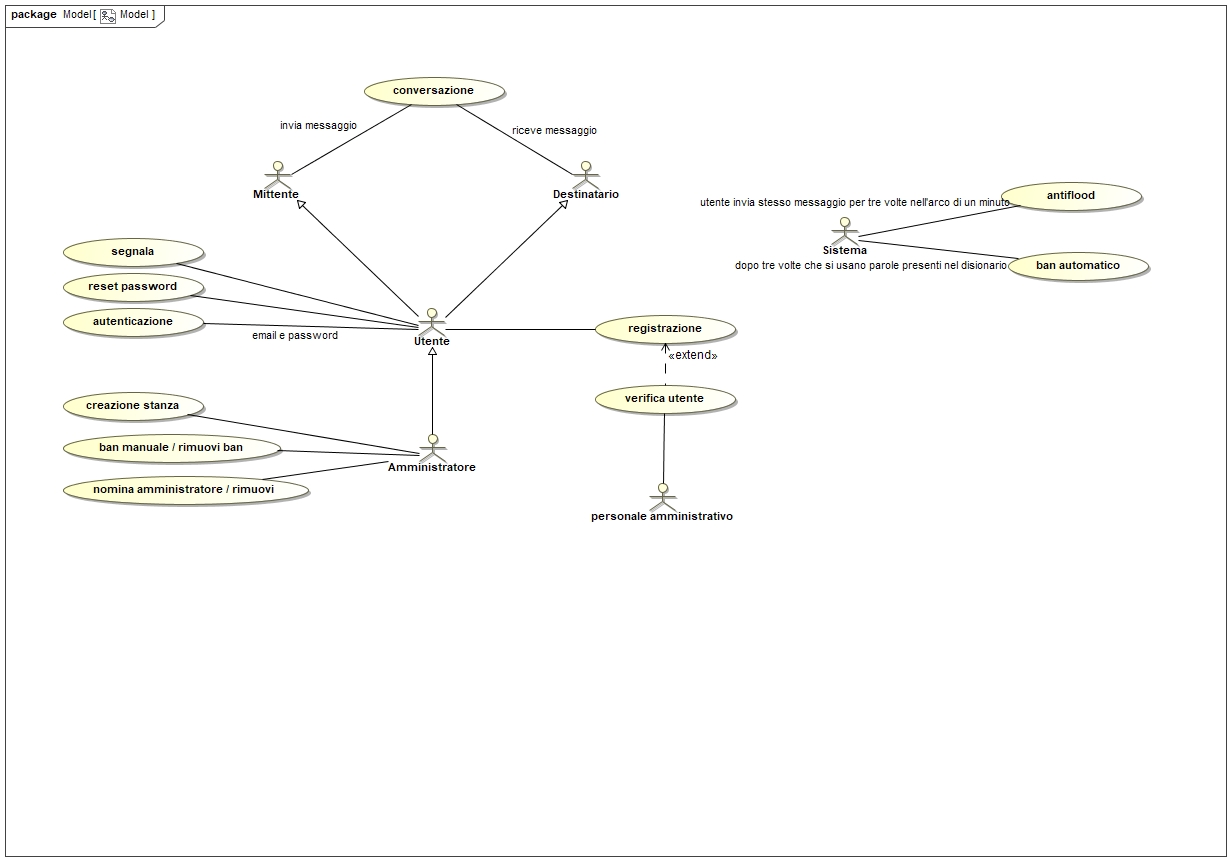 package Model[ Model ]
conversazione
invia messaggio
riceve messaggio
Mittente
Destinatario
antiflood
utente invia stesso messaggio per tre volte nell'arco di un minuto
Sistema
dopo tre volte che si usano parole presenti nel disionario
ban automatico
segnala
reset password
autenticazione
email e password
Utente
registrazione
«extend»
verifica utente
creazione stanza
ban manuale / rimuovi ban
nomina amministratore / rimuovi
Amministratore
personale amministrativo